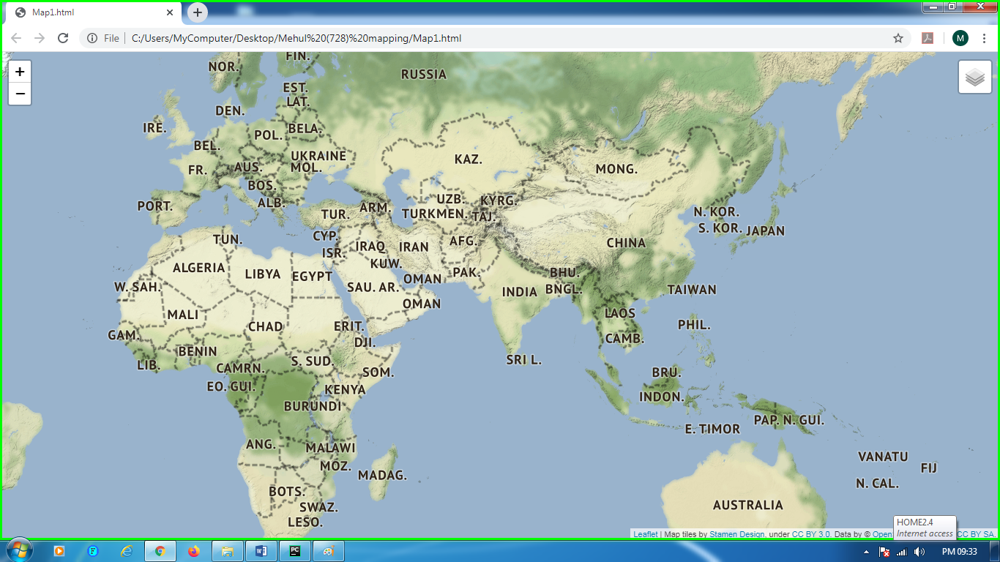 Map1.html
File C:/Users/MyComputer/Desktop/Mehul%20(728)%20mapping/Map1.html
M
+
−
FIN.
NOR.
RUSSIA
EST.
LAT.
DEN.
IRE.
POL.
BELA.
BEL.
UKRAINE
KAZ.
FR.
AUS.
MOL.
MONG.
BOS.
ALB.
UZB.
KYRG.
PORT.
TUR.
ARM.
TURKMEN.
TAJ.
N. KOR.
S. KOR.
JAPAN
TUN.
CYP.
ISR.
IRAQ
IRAN
AFG.
CHINA
ALGERIA
LIBYA
EGYPT
KUW.
OMAN
PAK.
BHU.
W. SAH.
SAU. AR.
INDIA
BNGL.
TAIWAN
OMAN
MALI
CHAD
ERIT.
LAOS
PHIL.
GAM.
DJI.
CAMB.
BENIN
LIB.
CAMRN.
S. SUD.
SRI L.
SOM.
BRU.
EQ. GUI.
KENYA
INDON.
BURUNDI
PAP. N. GUI.
E. TIMOR
ANG.
MALAWI
VANATU
MOZ.
FIJ
MADAG.
N. CAL.
BOTS.
SWAZ.
AUSTRALIA
LESO.
HOME2.4
Internet access
Leaflet | Map tiles by Stamen Design, under CC BY 3.0. Data by © Open CC BY SA.
F
W
PC
PM 09:33